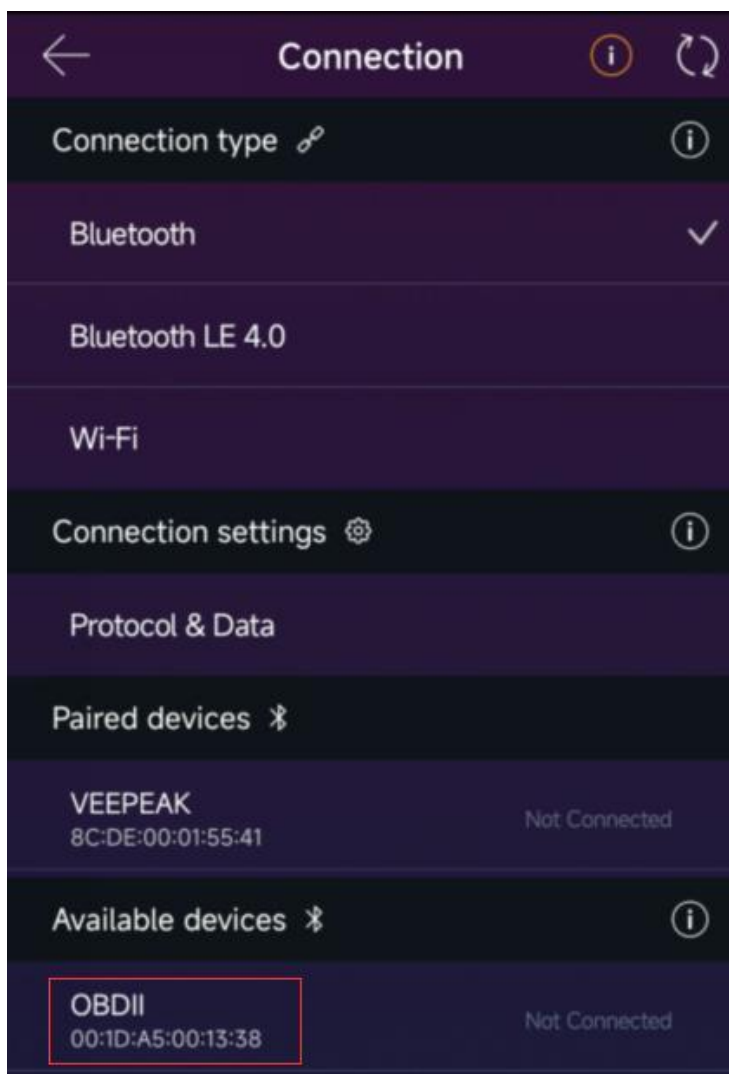 Connection
Connection type
Bluetooth
Bluetooth LE 4.0
Wi-Fi
Connection settings
Protocol & Data
Paired devices
VEEPEAK
8C:DE:00:01:55:41
Not Connected
Available devices
OBDII
00:1D:A5:00:13:38
Not Connected